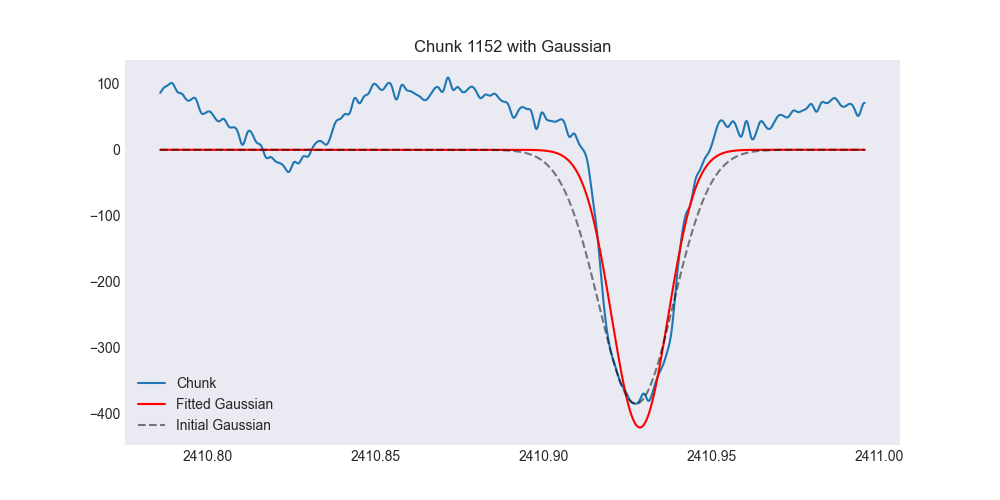 Chunk 1152 with Gaussian
100
0
−100
−200
−300
−400
Chunk
Fitted Gaussian
Initial Gaussian
2410.80 2410.85 2410.90 2410.95 2411.00